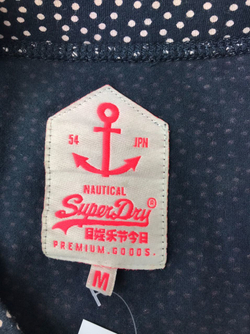 54 JPN
NAUTICAL
SuperDry®
PREMIUM.GOODS.
M